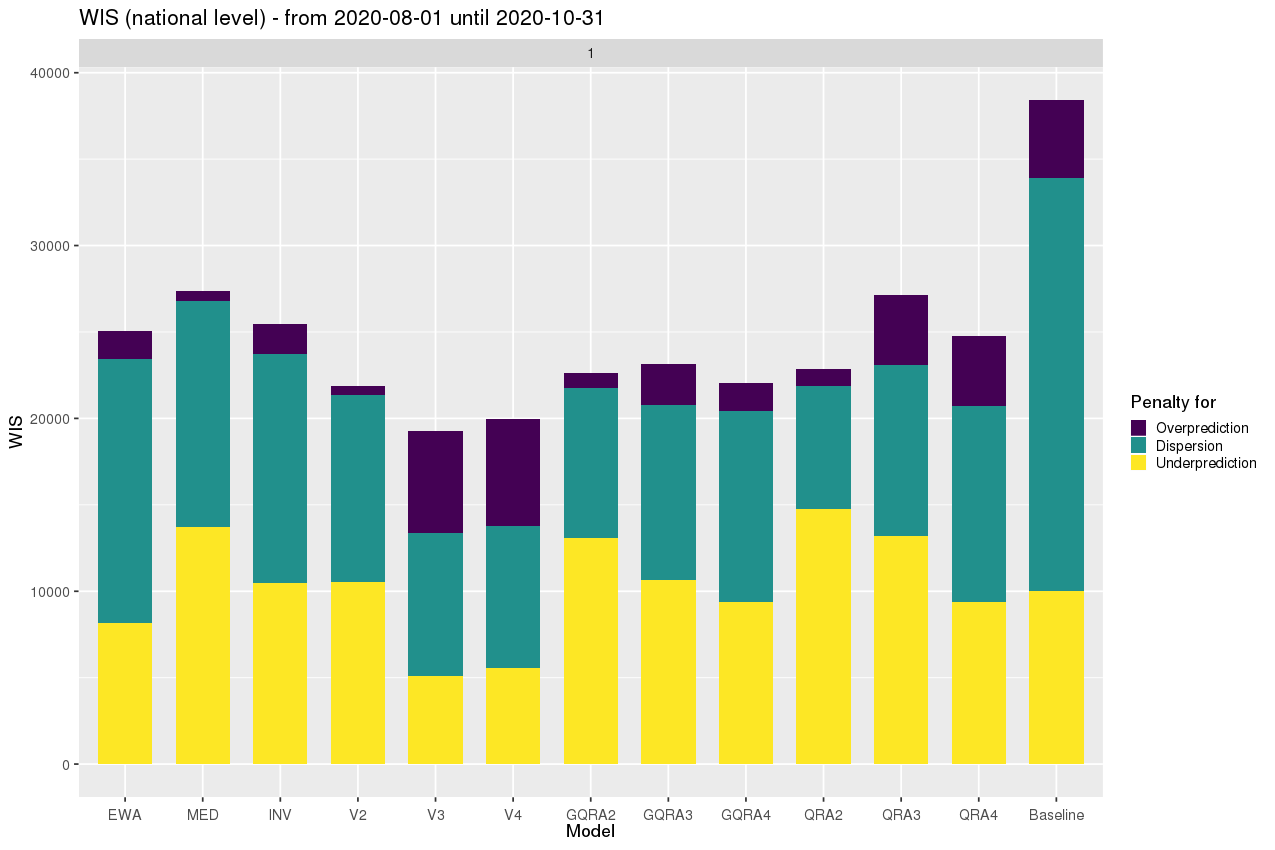 WIS (national level) - from 2020-08-01 until 2020-10-31
1
40000
30000
20000
10000
0
WIS
EWA MED INV V2 V3 V4 GQRA2 GQRA3 GQRA4 QRA2 QRA3 QRA4 Baseline
Model
Penalty for
Overprediction
Dispersion
Underprediction